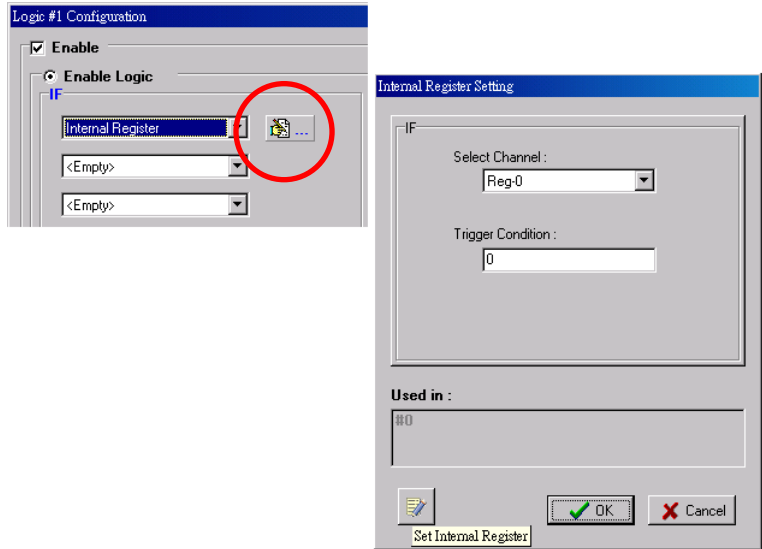 Logic #1 Configuration
Enable
Enable Logic
IF
Internal Register
...
<Empty>
<Empty>
Internal Register Setting
IF
Select Channel :
Reg-0
Trigger Condition :
0
Used in :
#0
OK
Cancel
Set Internal Register